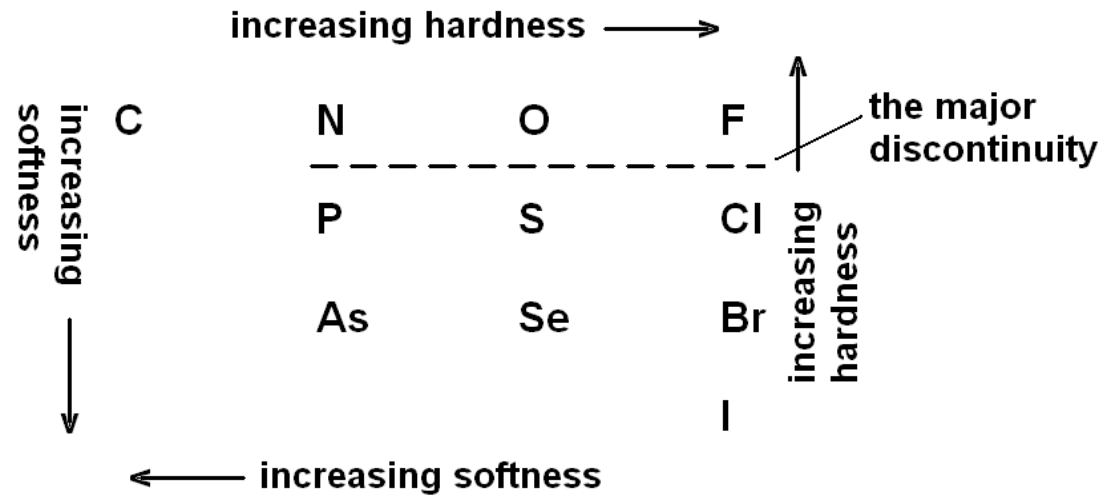 increasing hardness
increasing
softness
C N O F
the major
discontinuity
P S Cl
increasing
hardness
As Se Br
I
increasing softness